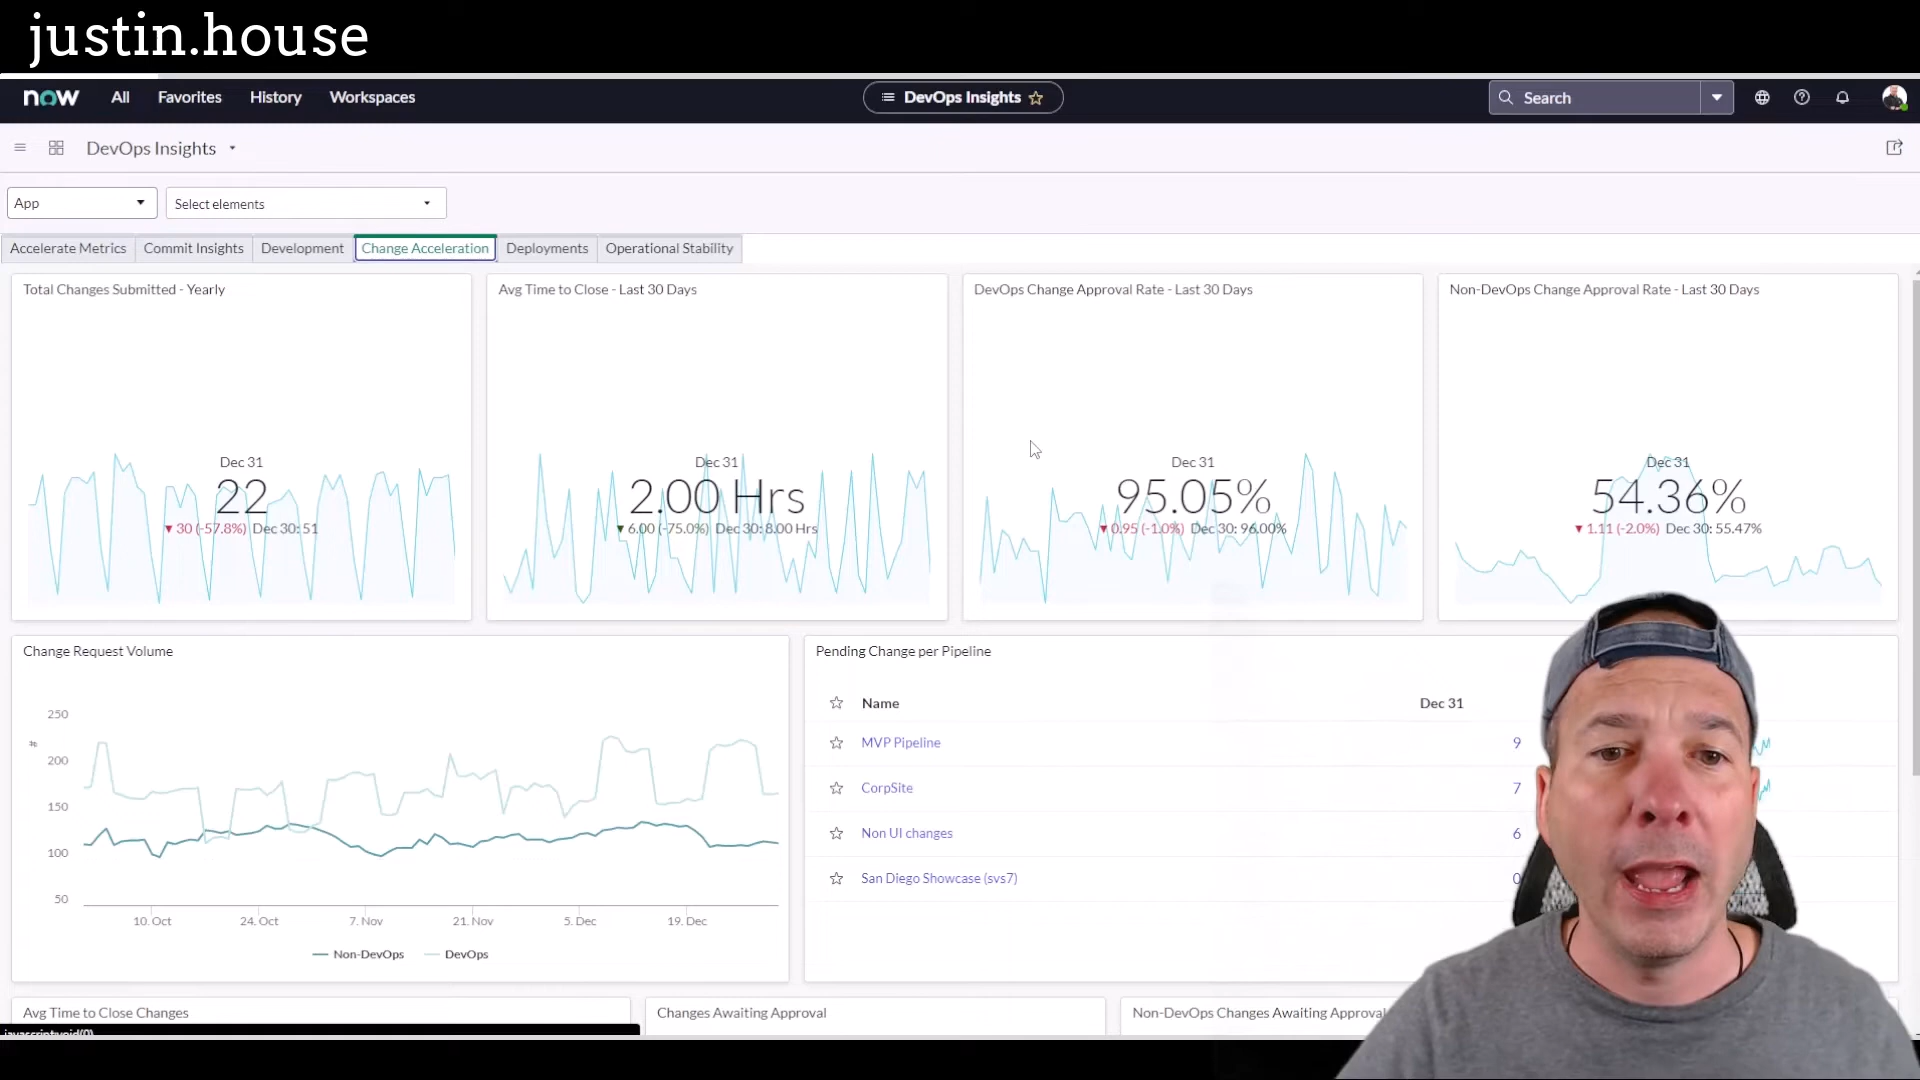 justin.house
now All Favorites History Workspaces DevOps Insights Search
DevOps Insights
App Select elements
Accelerate Metrics Commit Insights Development Change Acceleration Deployments Operational Stability
Total Changes Submitted - Yearly
Dec 31
22
▼ 30 (-57.8%) Dec 30: 51
Avg Time to Close - Last 30 Days
Dec 31
2.00 Hrs
▼ 6.00 (-75.0%) Dec 30: 8.00 Hrs
DevOps Change Approval Rate - Last 30 Days
Dec 31
95.05%
▼ 0.95 (-1.0%) Dec 30: 96.00%
Non-DevOps Change Approval Rate - Last 30 Days
Dec 31
54.36%
▼ 1.11 (-2.0%) Dec 30: 55.47%
Change Request Volume
#
250
200
150
100
50
10. Oct 24. Oct 7. Nov 21. Nov 5. Dec 19. Dec
Non-DevOps DevOps
Pending Change per Pipeline
Name Dec 31
MVP Pipeline 9
CorpSite 7
Non UI changes 6
San Diego Showcase (svs7) 0
Avg Time to Close Changes
Changes Awaiting Approval
Non-DevOps Changes Awaiting Approval